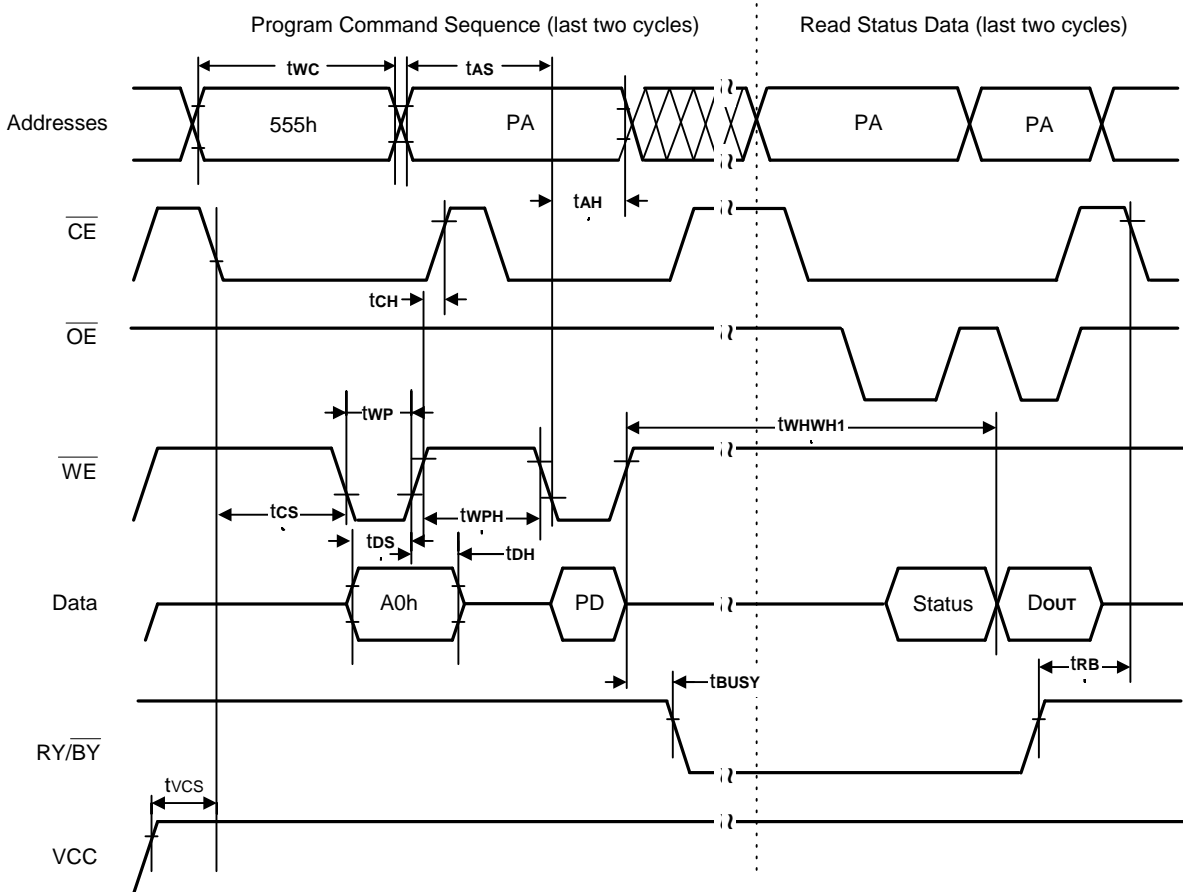 Program Command Sequence (last two cycles)
Read Status Data (last two cycles)
tWC
tAS
Addresses
555h
PA
PA
PA
tAH
CE
tCH
OE
tWP
tWHWH1
WE
tCS
tWPH
tDS
tDH
Data
A0h
PD
Status
DOUT
tBUSY
tRB
RY/BY
tVCS
VCC